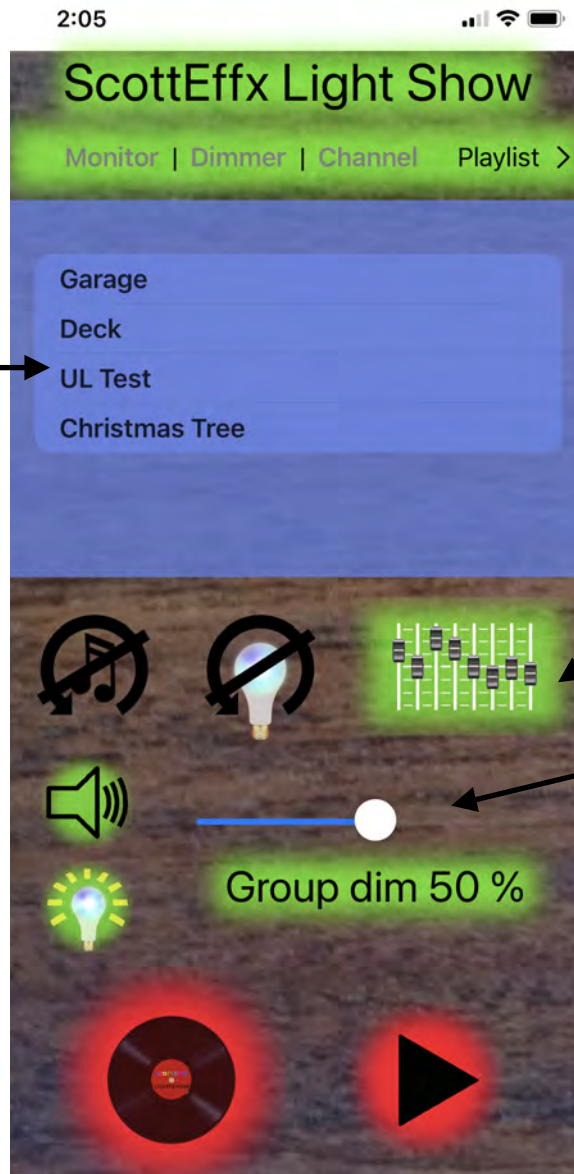 2:05
ScottEffx Light Show
Monitor | Dimmer | Channel Playlist >
Garage
Deck
UL Test
Christmas Tree
Group dim 50 %